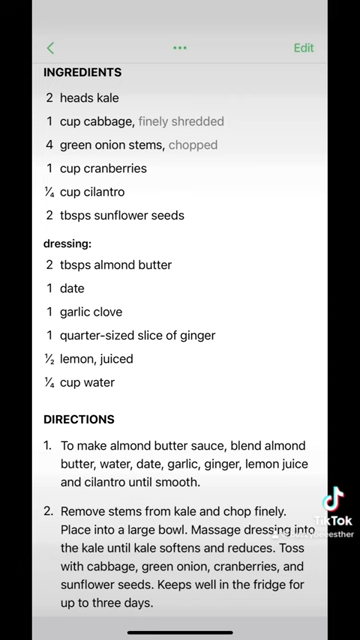 Edit
INGREDIENTS
2 heads kale
1 cup cabbage, finely shredded
4 green onion stems, chopped
1 cup cranberries
¼ cup cilantro
2 tbsps sunflower seeds
dressing:
2 tbsps almond butter
1 date
1 garlic clove
1 quarter-sized slice of ginger
½ lemon, juiced
¼ cup water
DIRECTIONS
1. To make almond butter sauce, blend almond
butter, water, date, garlic, ginger, lemon juice
and cilantro until smooth.
2. Remove stems from kale and chop finely.
Place into a large bowl. Massage dressing into
the kale until kale softens and reduces. Toss
with cabbage, green onion, cranberries, and
sunflower seeds. Keeps well in the fridge for
up to three days.
TikTok